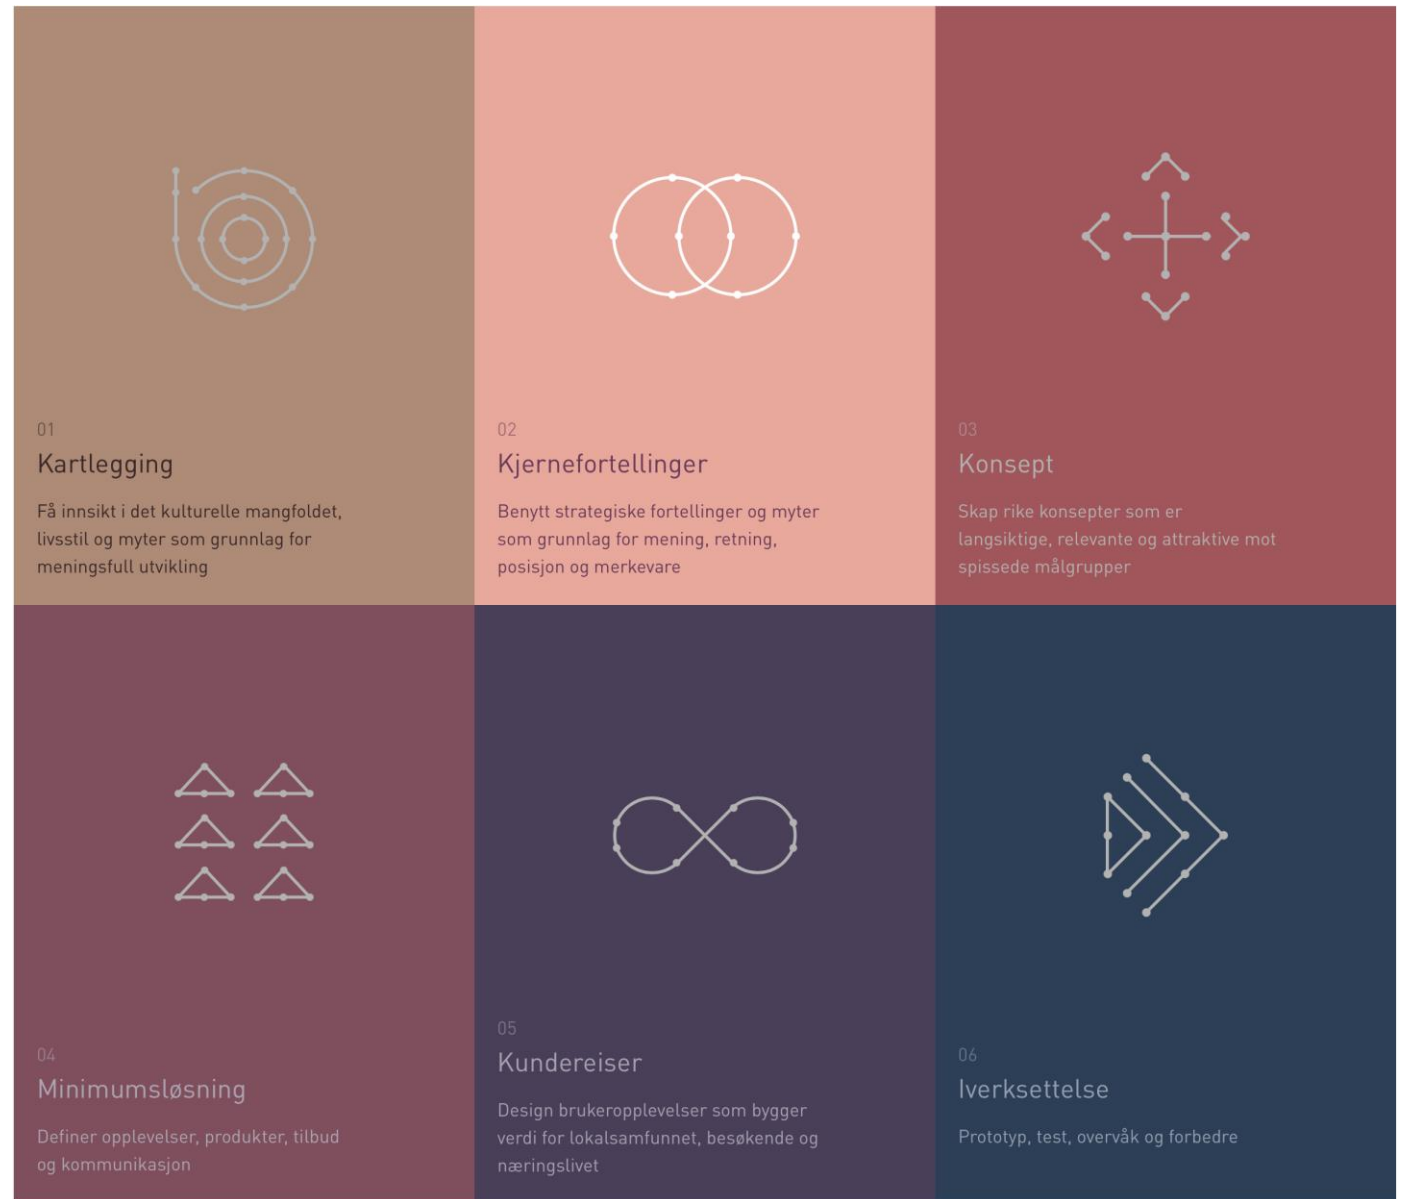 01
Kartlegging
Få innsikt i det kulturelle mangfoldet,
livsstil og myter som grunnlag for
meningsfull utvikling
02
Kjernefortellinger
Benytt strategiske fortellinger og myter
som grunnlag for mening, retning,
posisjon og merkevare
03
Konsept
Skap rike konsepter som er
langsiktige, relevante og attraktive mot
spissede målgrupper
04
Minimumsløsning
Definer opplevelser, produkter, tilbud
og kommunikasjon
05
Kundereiser
Design brukeropplevelser som bygger
verdi for lokalsamfunnet, besøkende og
næringslivet
06
Iverksettelse
Prototyp, test, overvåk og forbedre